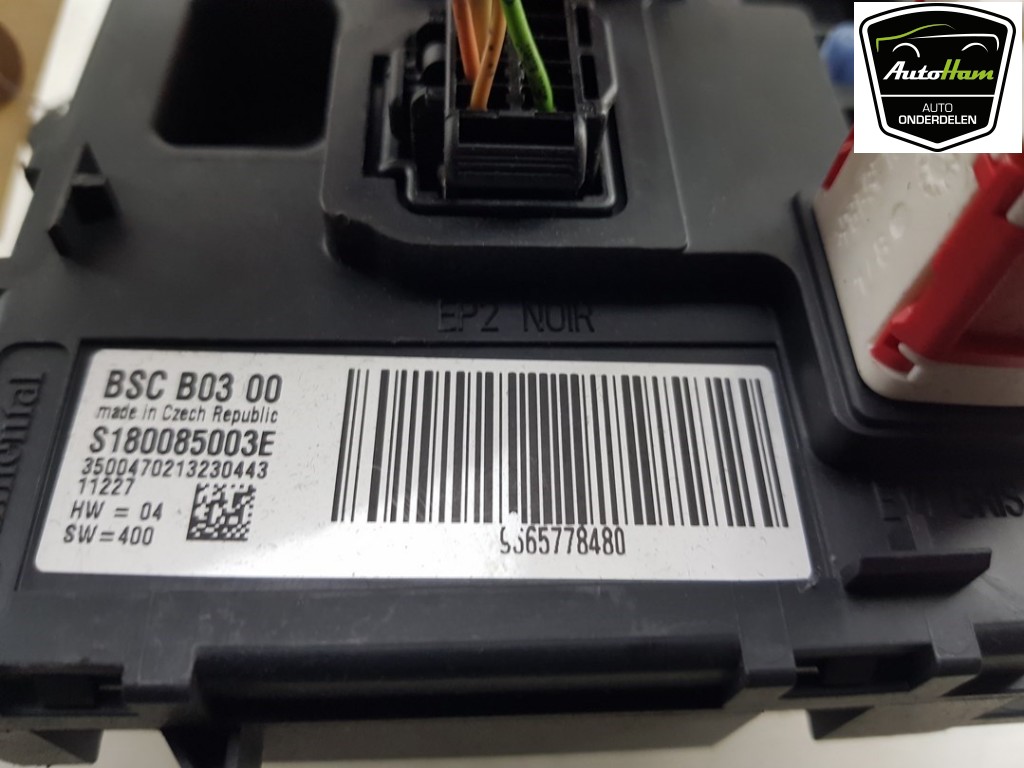 AutoHam
AUTO
ONDERDELEN
EP2 NOIR
BSC B03 00
made in Czech Republic
S180085003E
3500470213230443
11227
HW = 04
SW=400
9665778480